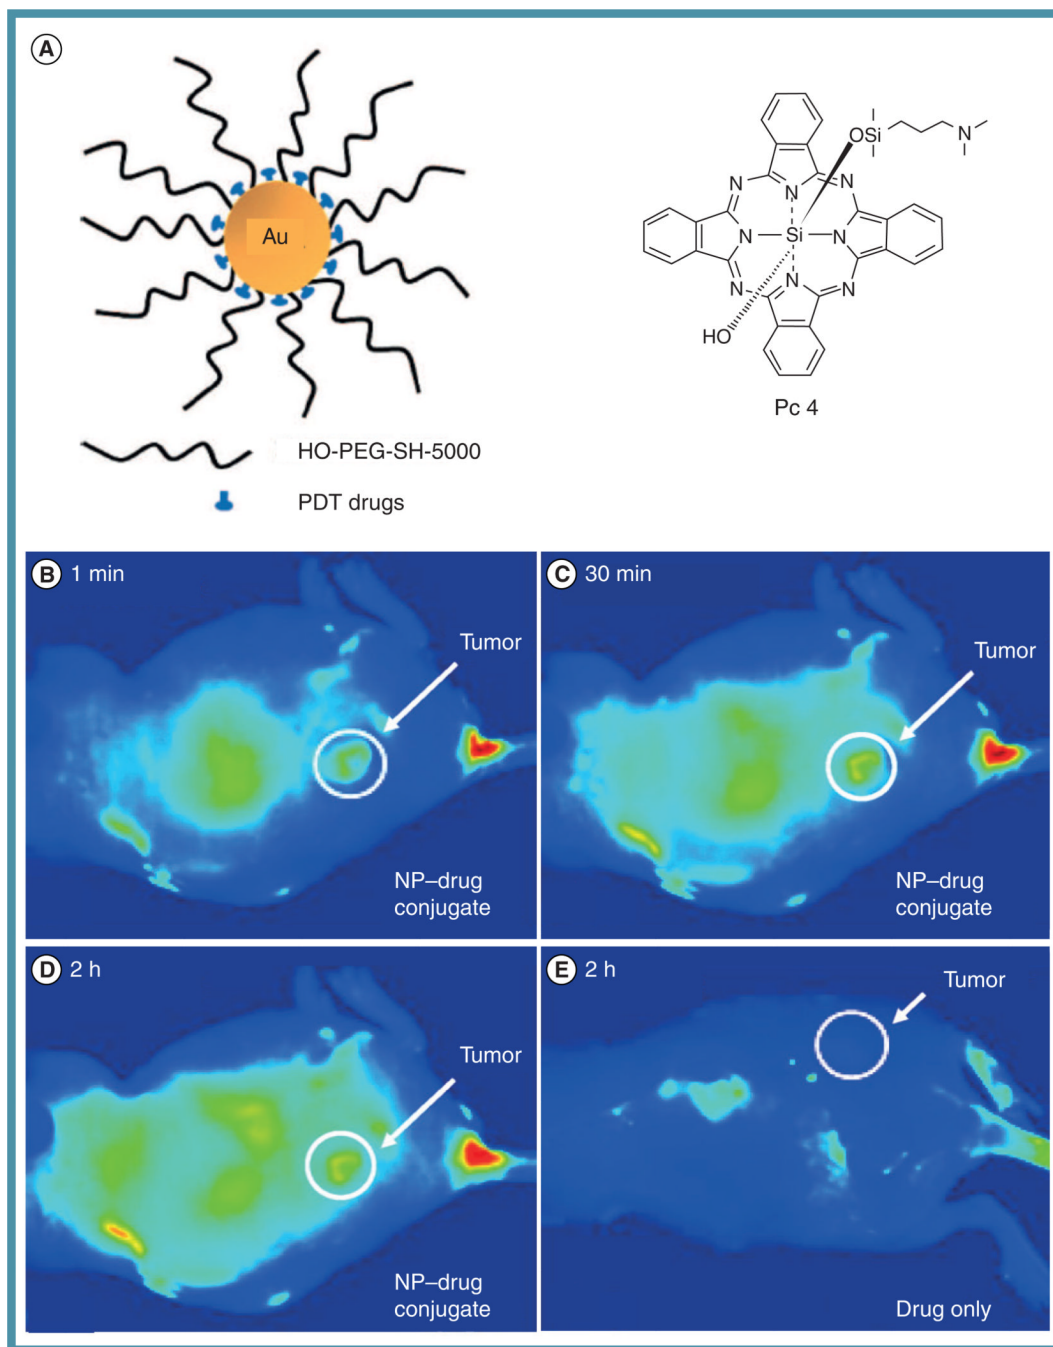 A
Au
HO-PEG-SH-5000
PDT drugs
OSi
N
N
N
N
N
Si
N
N
N
N
HO
Pc 4
B 1 min
Tumor
NP–drug
conjugate
C 30 min
Tumor
NP–drug
conjugate
D 2 h
Tumor
NP–drug
conjugate
E 2 h
Tumor
Drug only